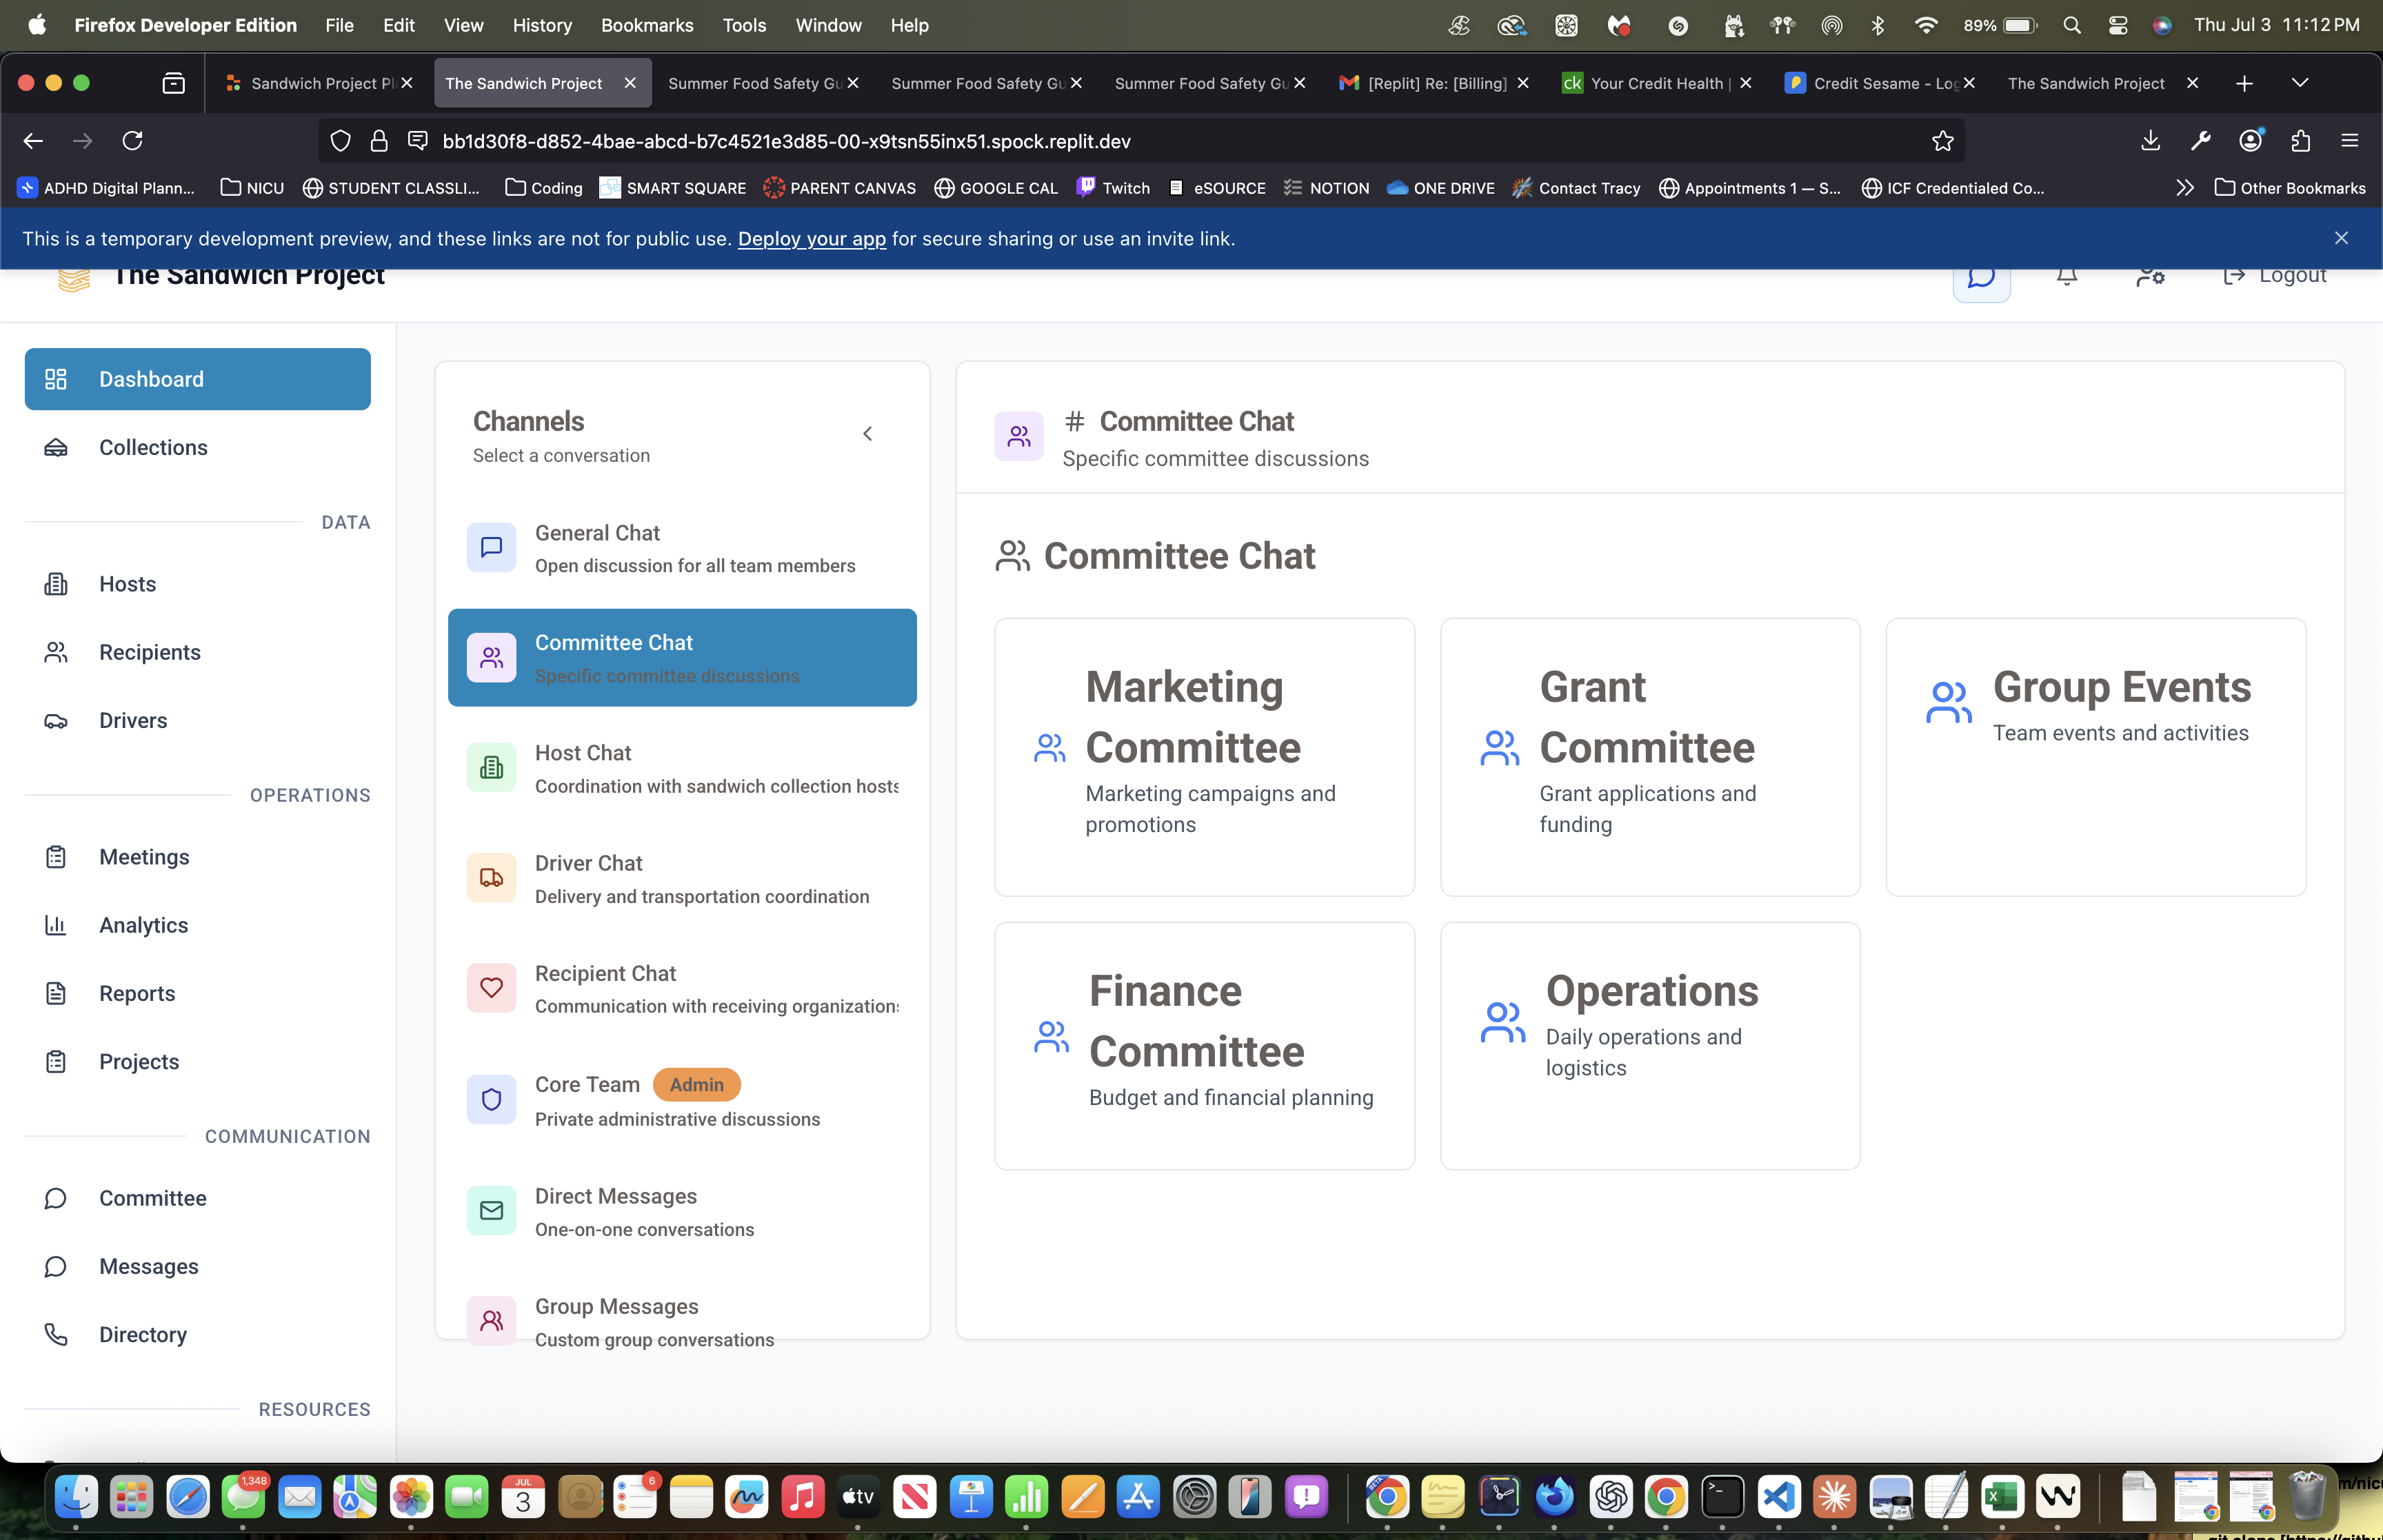 Firefox Developer Edition File Edit View History Bookmarks Tools Window Help 89% Thu Jul 3 11:12 PM
Sandwich Project Pl The Sandwich Project Summer Food Safety Gu Summer Food Safety Gu Summer Food Safety Gu [Replit] Re: [Billing] ck Your Credit Health | Credit Sesame - Log The Sandwich Project
bb1d30f8-d852-4bae-abcd-b7c4521e3d85-00-x9tsn55inx51.spock.replit.dev
ADHD Digital Plann... NICU STUDENT CLASSLI... Coding SMART SQUARE PARENT CANVAS GOOGLE CAL Twitch eSOURCE NOTION ONE DRIVE Contact Tracy Appointments 1 — S... ICF Credentialed Co... Other Bookmarks
This is a temporary development preview, and these links are not for public use. Deploy your app for secure sharing or use an invite link.
The Sandwich Project
Logout
Dashboard
Collections
DATA
Hosts
Recipients
Drivers
OPERATIONS
Meetings
Analytics
Reports
Projects
COMMUNICATION
Committee
Messages
Directory
RESOURCES
Channels
Select a conversation
General Chat
Open discussion for all team members
Committee Chat
Specific committee discussions
Host Chat
Coordination with sandwich collection hosts
Driver Chat
Delivery and transportation coordination
Recipient Chat
Communication with receiving organizations
Core Team Admin
Private administrative discussions
Direct Messages
One-on-one conversations
Group Messages
Custom group conversations
# Committee Chat
Specific committee discussions
Committee Chat
Marketing
Committee
Marketing campaigns and
promotions
Grant
Committee
Grant applications and
funding
Group Events
Team events and activities
Finance
Committee
Budget and financial planning
Operations
Daily operations and
logistics
1,348
JUL
3
6
tv
m/nicu